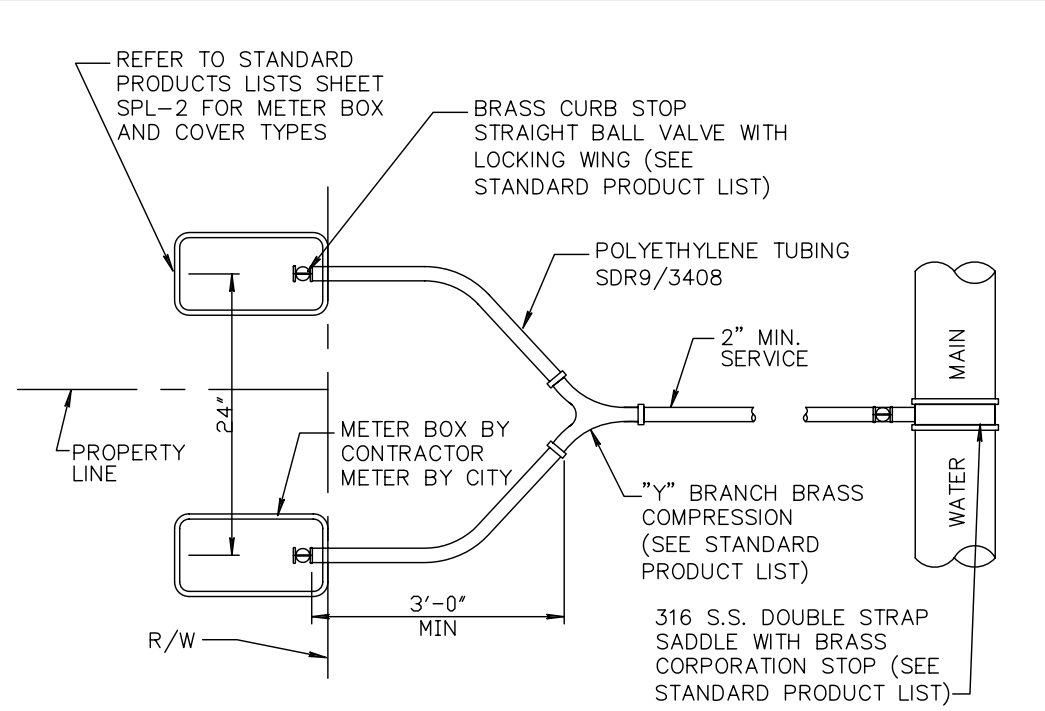 REFER TO STANDARD
PRODUCTS LISTS SHEET
SPL-2 FOR METER BOX
AND COVER TYPES
BRASS CURB STOP
STRAIGHT BALL VALVE WITH
LOCKING WING (SEE
STANDARD PRODUCT LIST)
POLYETHYLENE TUBING
SDR9/3408
2" MIN.
SERVICE
WATER MAIN
24"
PROPERTY
LINE
METER BOX BY
CONTRACTOR
METER BY CITY
"Y" BRANCH BRASS
COMPRESSION
(SEE STANDARD
PRODUCT LIST)
3'-0"
MIN
R/W
316 S.S. DOUBLE STRAP
SADDLE WITH BRASS
CORPORATION STOP (SEE
STANDARD PRODUCT LIST)